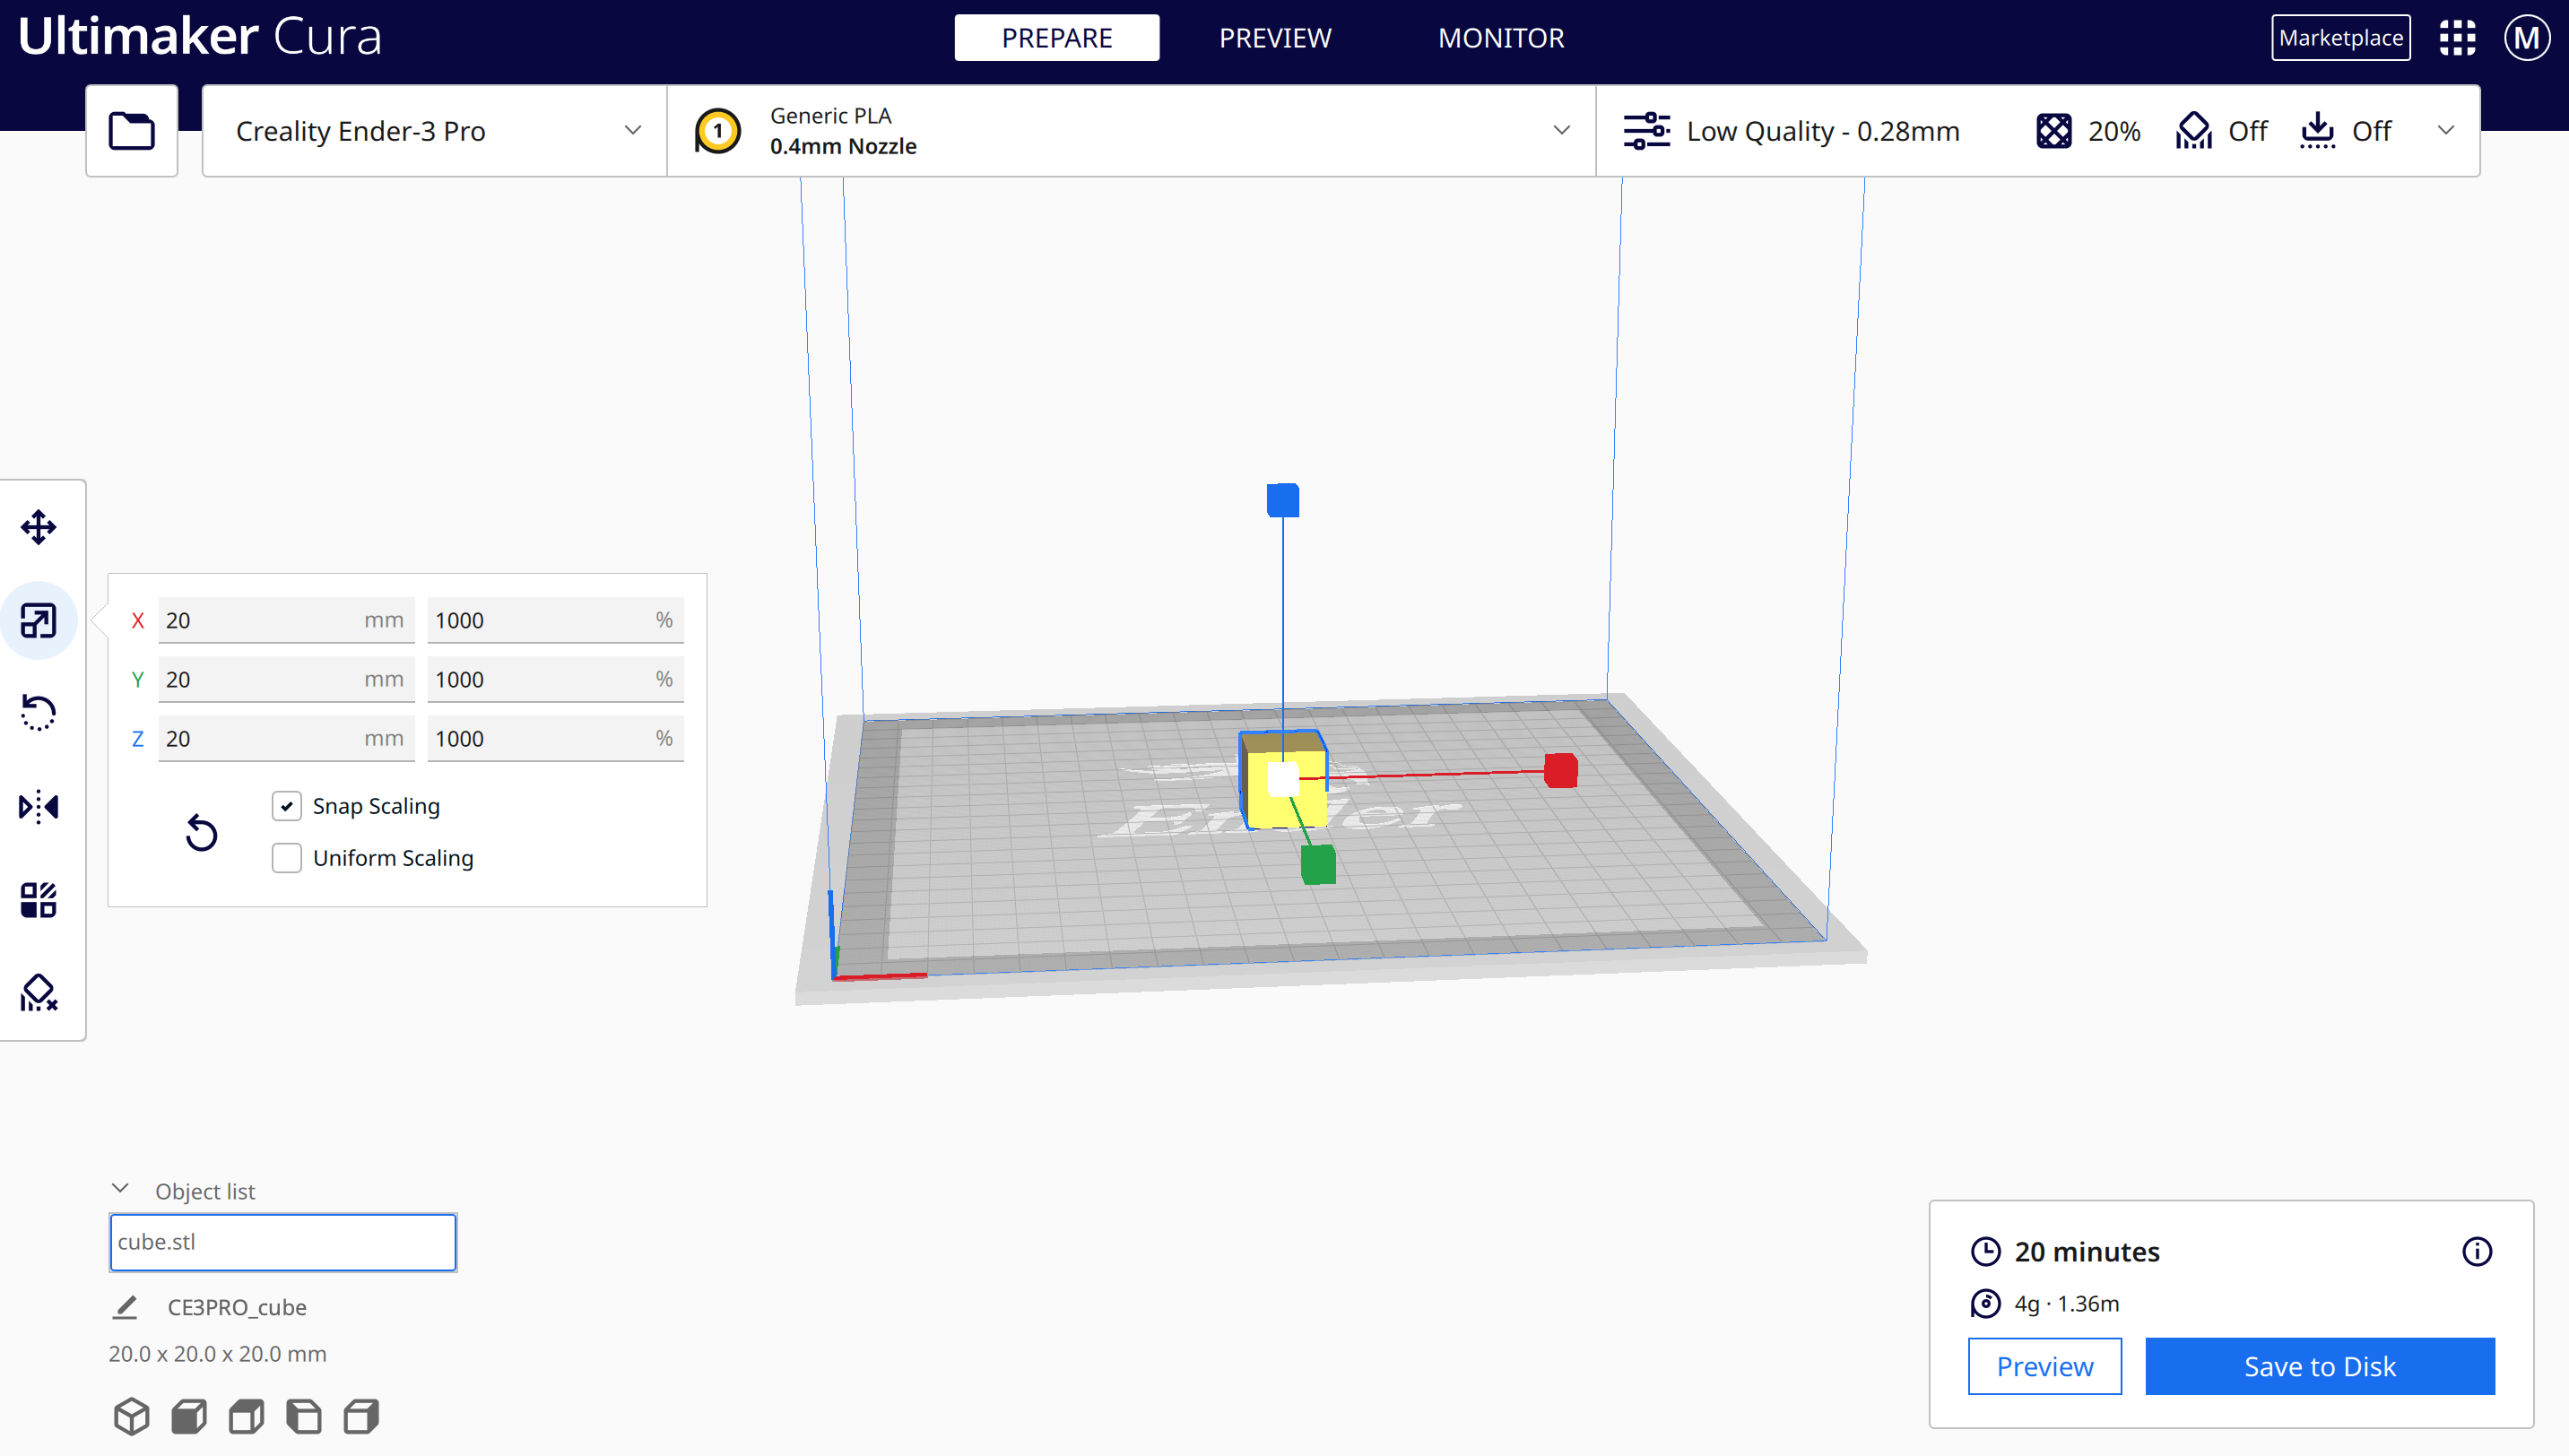 Ultimaker Cura
PREPARE
PREVIEW
MONITOR
Marketplace
M
Creality Ender-3 Pro
1
Generic PLA
0.4mm Nozzle
Low Quality - 0.28mm
20%
Off
Off
X 20 mm 1000 %
Y 20 mm 1000 %
Z 20 mm 1000 %
Snap Scaling
Uniform Scaling
Object list
cube.stl
CE3PRO_cube
20.0 x 20.0 x 20.0 mm
20 minutes
4g · 1.36m
Preview
Save to Disk